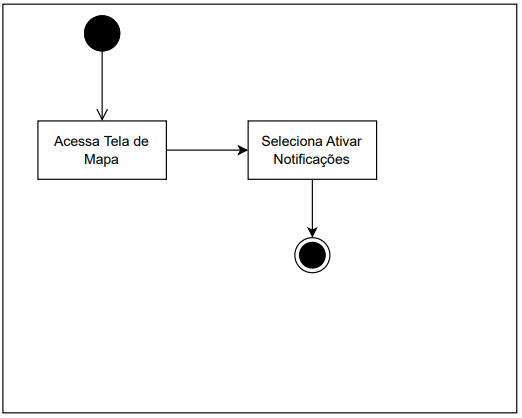 Acessa Tela de
Mapa
Seleciona Ativar
Notificações